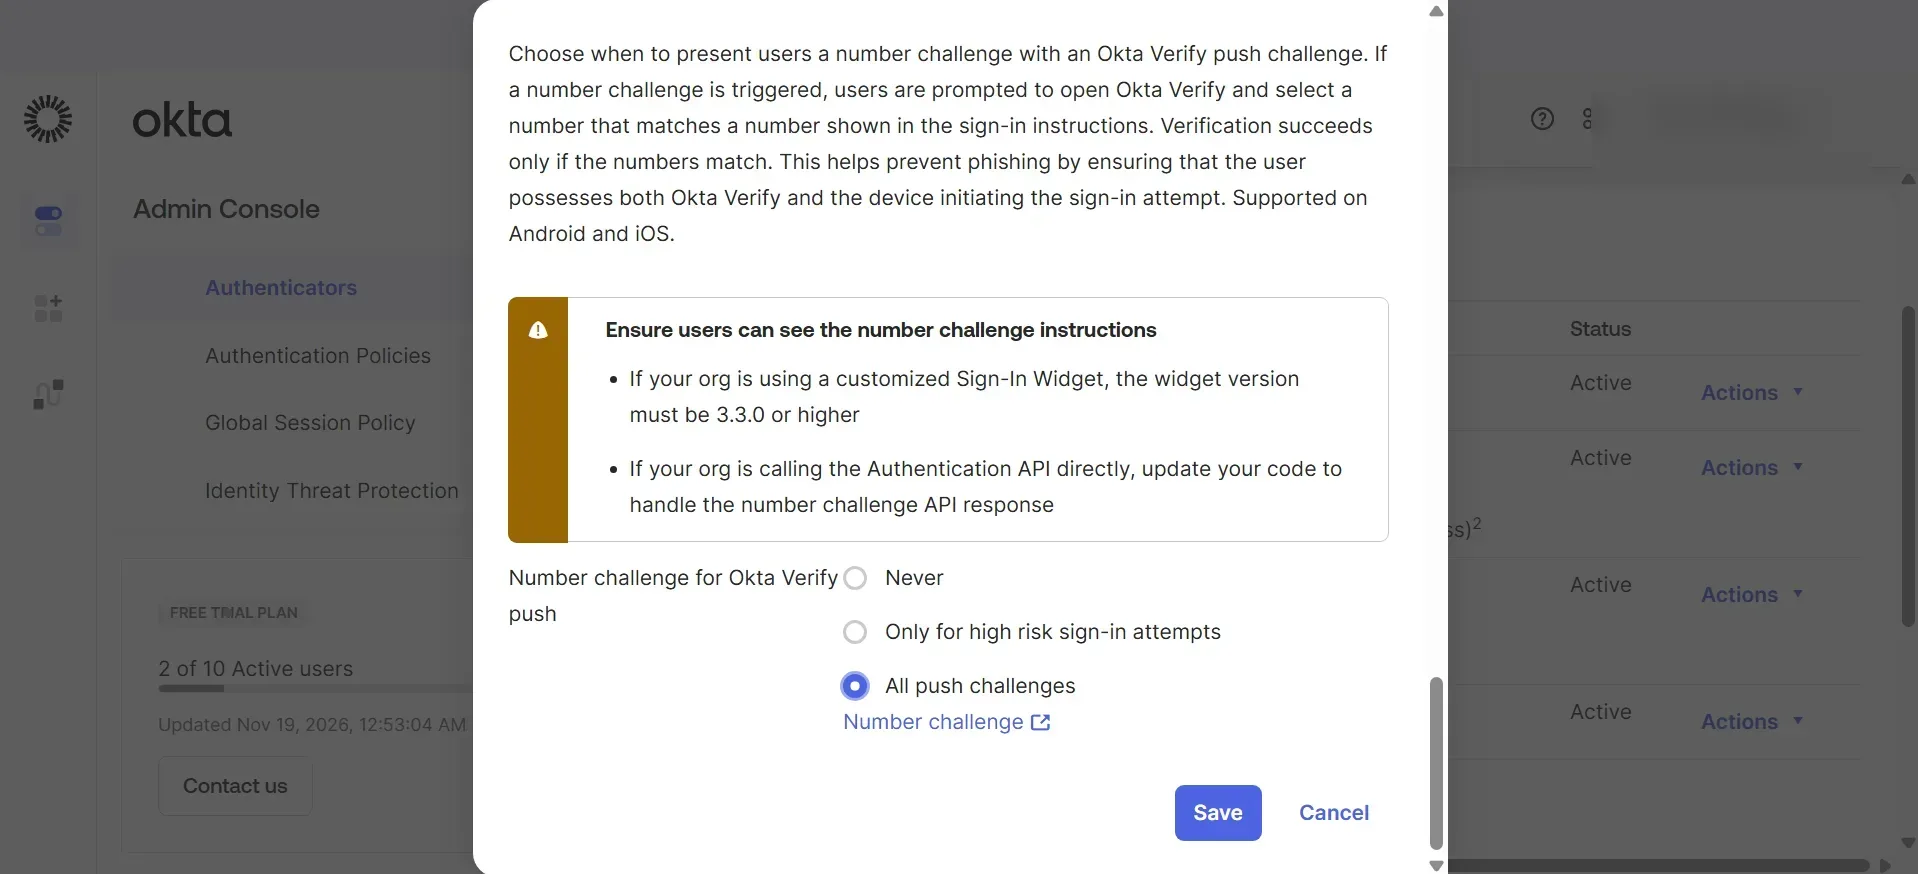 okta
Admin Console
Authenticators
Authentication Policies
Global Session Policy
Identity Threat Protection
FREE TRIAL PLAN
2 of 10 Active users
Updated Nov 19, 2026, 12:53:04 AM
Contact us
Choose when to present users a number challenge with an Okta Verify push challenge. If
a number challenge is triggered, users are prompted to open Okta Verify and select a
number that matches a number shown in the sign-in instructions. Verification succeeds
only if the numbers match. This helps prevent phishing by ensuring that the user
possesses both Okta Verify and the device initiating the sign-in attempt. Supported on
Android and iOS.
Ensure users can see the number challenge instructions
• If your org is using a customized Sign-In Widget, the widget version
must be 3.3.0 or higher
• If your org is calling the Authentication API directly, update your code to
handle the number challenge API response
Number challenge for Okta Verify
push
Never
Only for high risk sign-in attempts
All push challenges
Number challenge
Save
Cancel
Status
Active
Actions
Active
Actions
ss)²
Active
Actions
Active
Actions